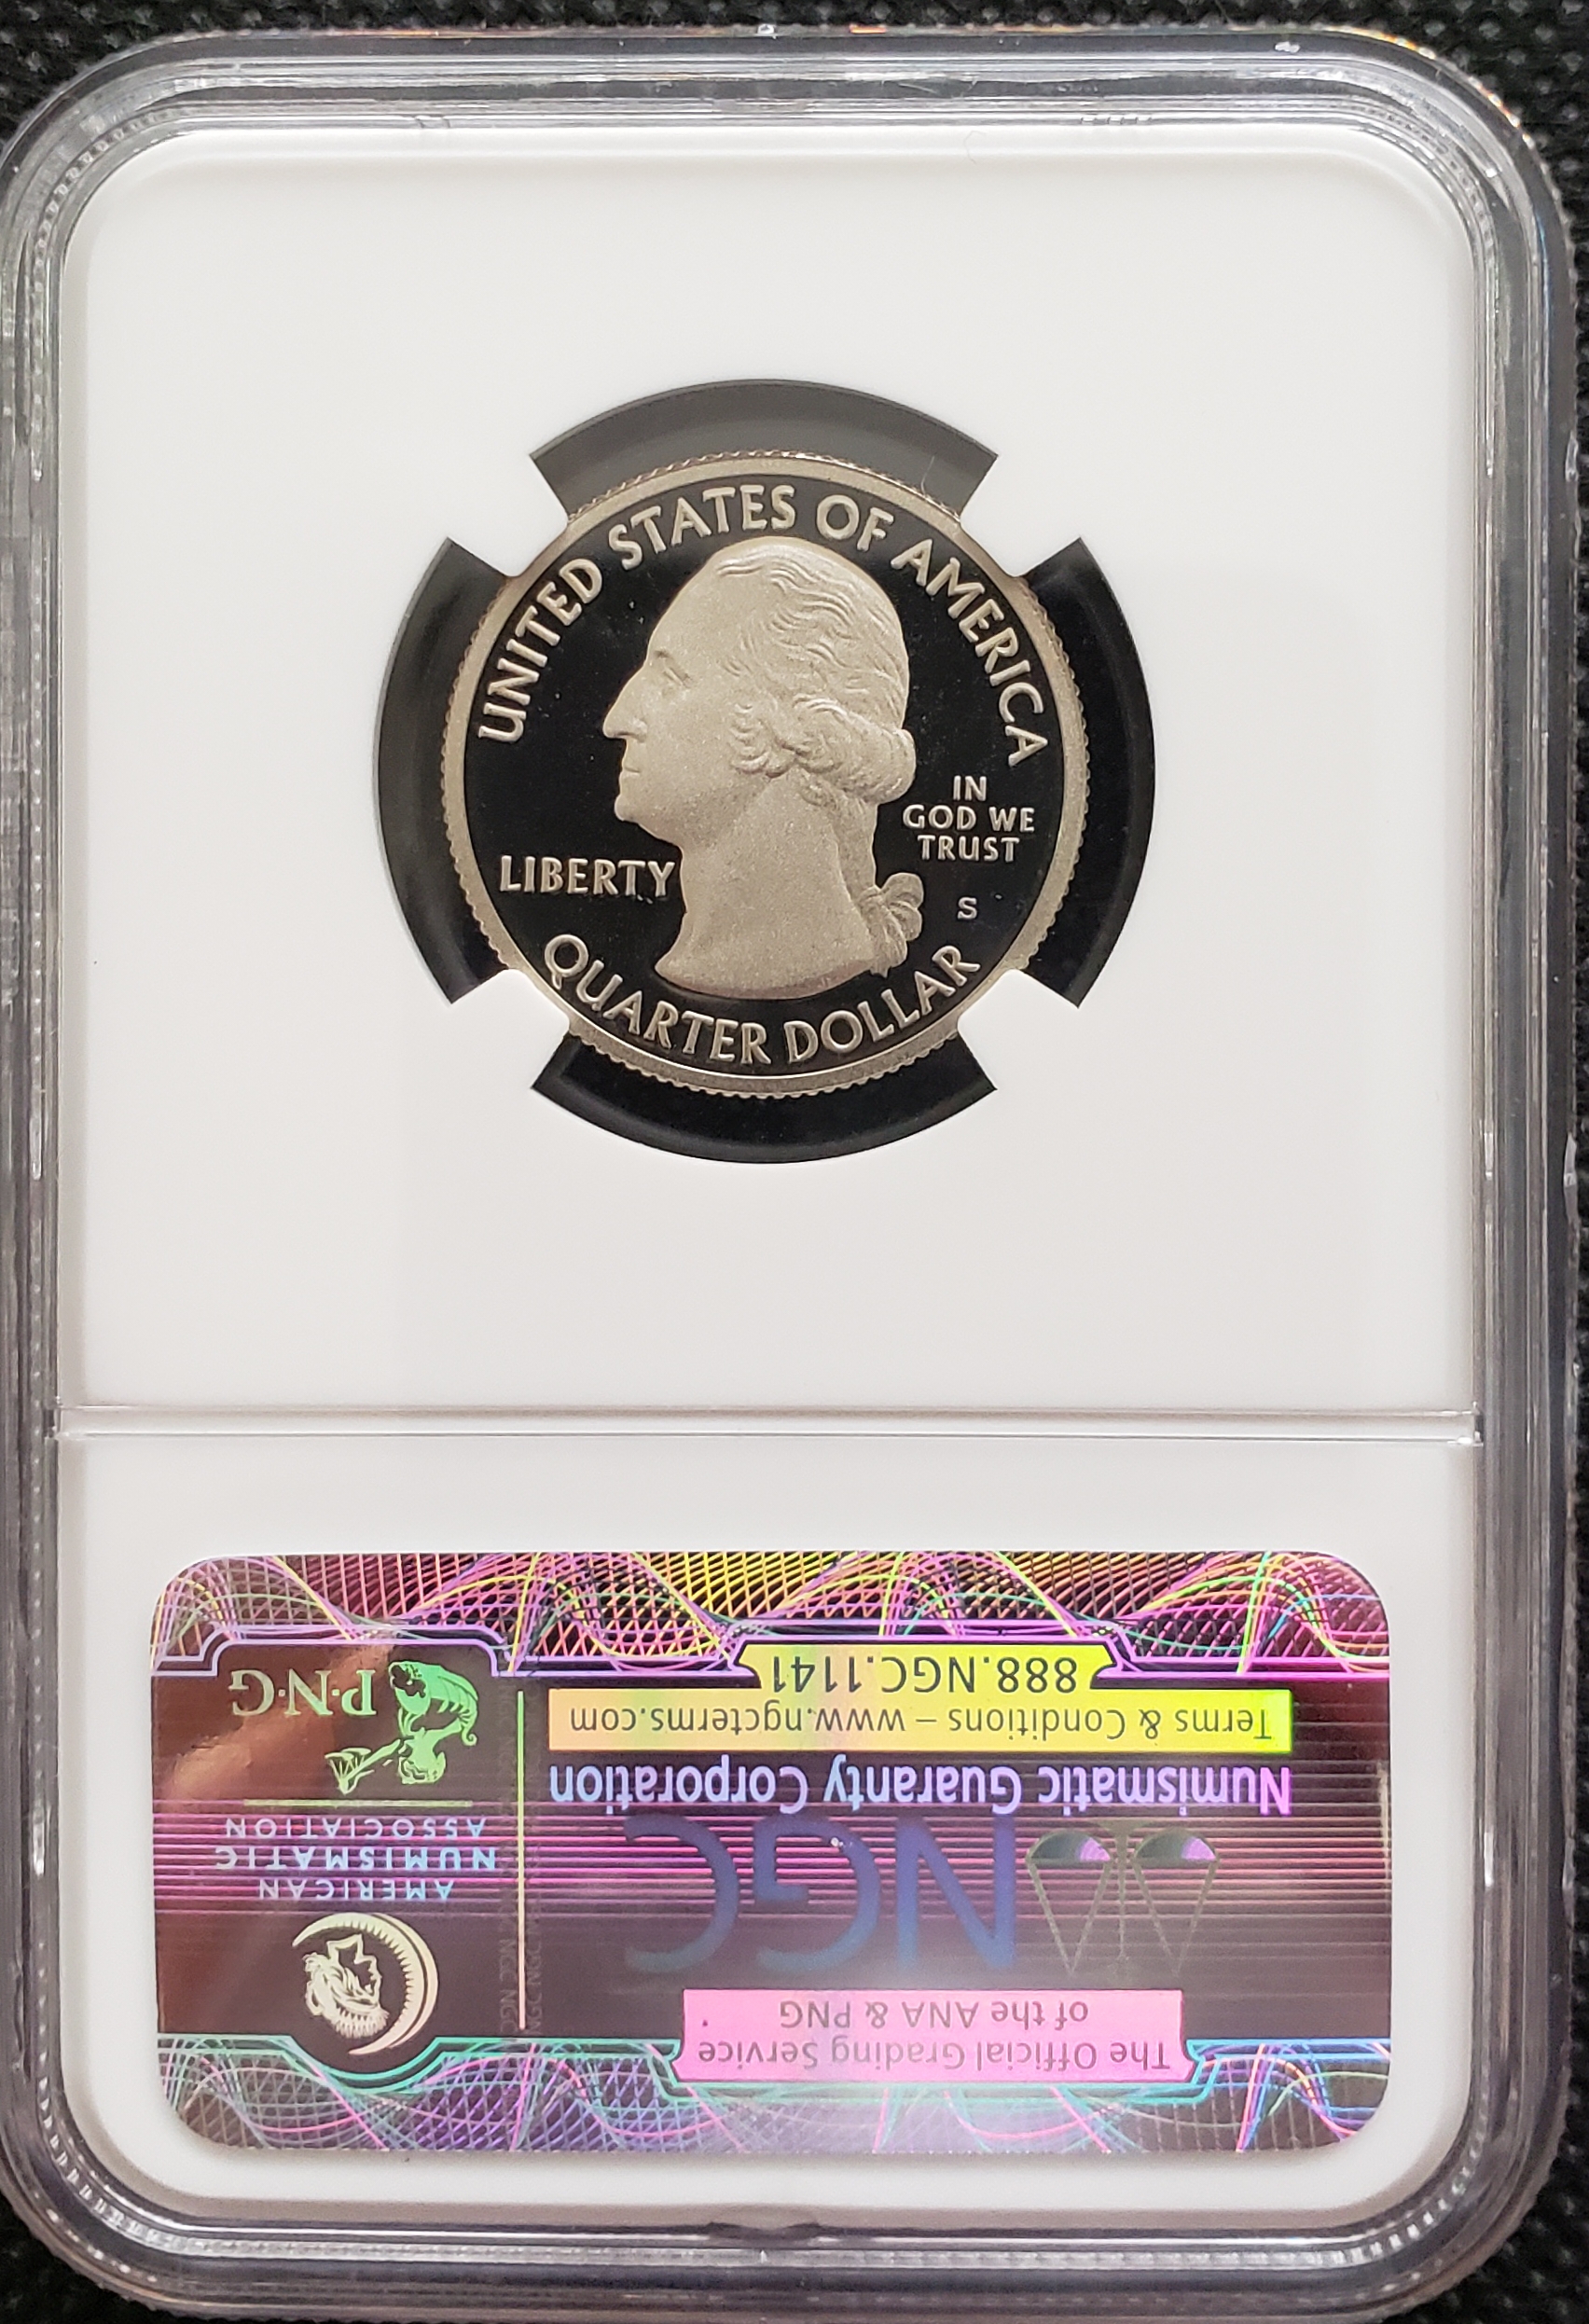 UNITED STATES OF AMERICA
LIBERTY
IN
GOD WE
TRUST
S
QUARTER DOLLAR
The Official Grading Service
of the ANA & PNG
NGC
Numismatic Guaranty Corporation
Terms & Conditions – www.ngcterms.com
888.NGC.1141
AMERICAN
NUMISMATIC
ASSOCIATION
P·N·G